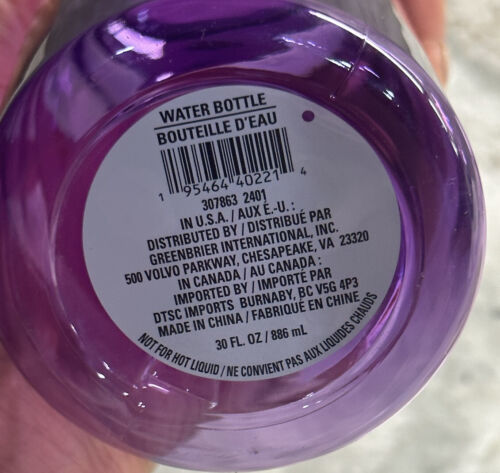 WATER BOTTLE
BOUTEILLE D'EAU
1 95464 40221 4
307863 2401
IN U.S.A. / AUX É.-U. :
DISTRIBUTED BY / DISTRIBUÉ PAR
GREENBRIER INTERNATIONAL, INC.
500 VOLVO PARKWAY, CHESAPEAKE, VA 23320
IN CANADA / AU CANADA :
IMPORTED BY / IMPORTÉ PAR
DTSC IMPORTS BURNABY, BC V5G 4P3
MADE IN CHINA / FABRIQUÉ EN CHINE
30 FL. OZ / 886 mL
NOT FOR HOT LIQUID / NE CONVIENT PAS AUX LIQUIDES CHAUDS